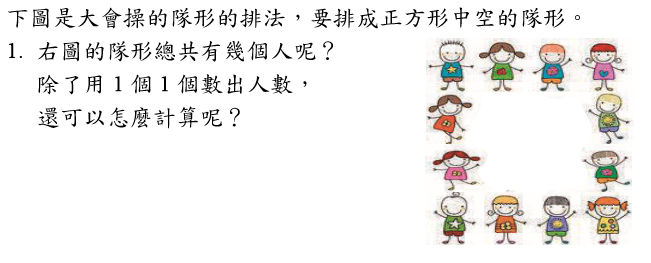 下圖是大會操的隊形的排法，要排成正方形中空的隊形。
1. 右圖的隊形總共有幾個人呢？
除了用 1 個 1 個數出人數，
還可以怎麼計算呢？